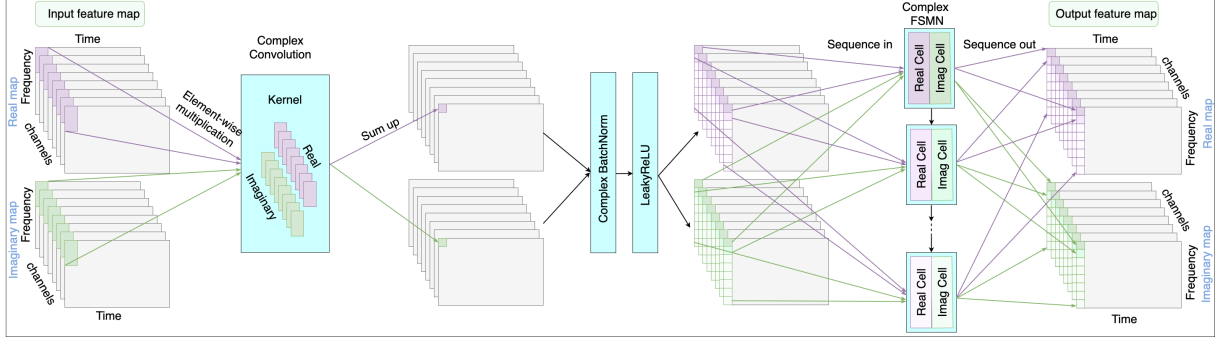 Input feature map
Time
Frequency
Real map
channels
Imaginary map
Frequency
channels
Time
Element-wise
multiplication
Complex
Convolution
Kernel
Real
Imaginary
Sum up
Complex BatchNorm
LeakyReLU
Sequence in
Complex
FSMN
Real Cell
Imag Cell
Real Cell
Imag Cell
Real Cell
Imag Cell
Sequence out
Output feature map
Time
channels
Frequency
Real map
channels
Frequency
Imaginary map
Time